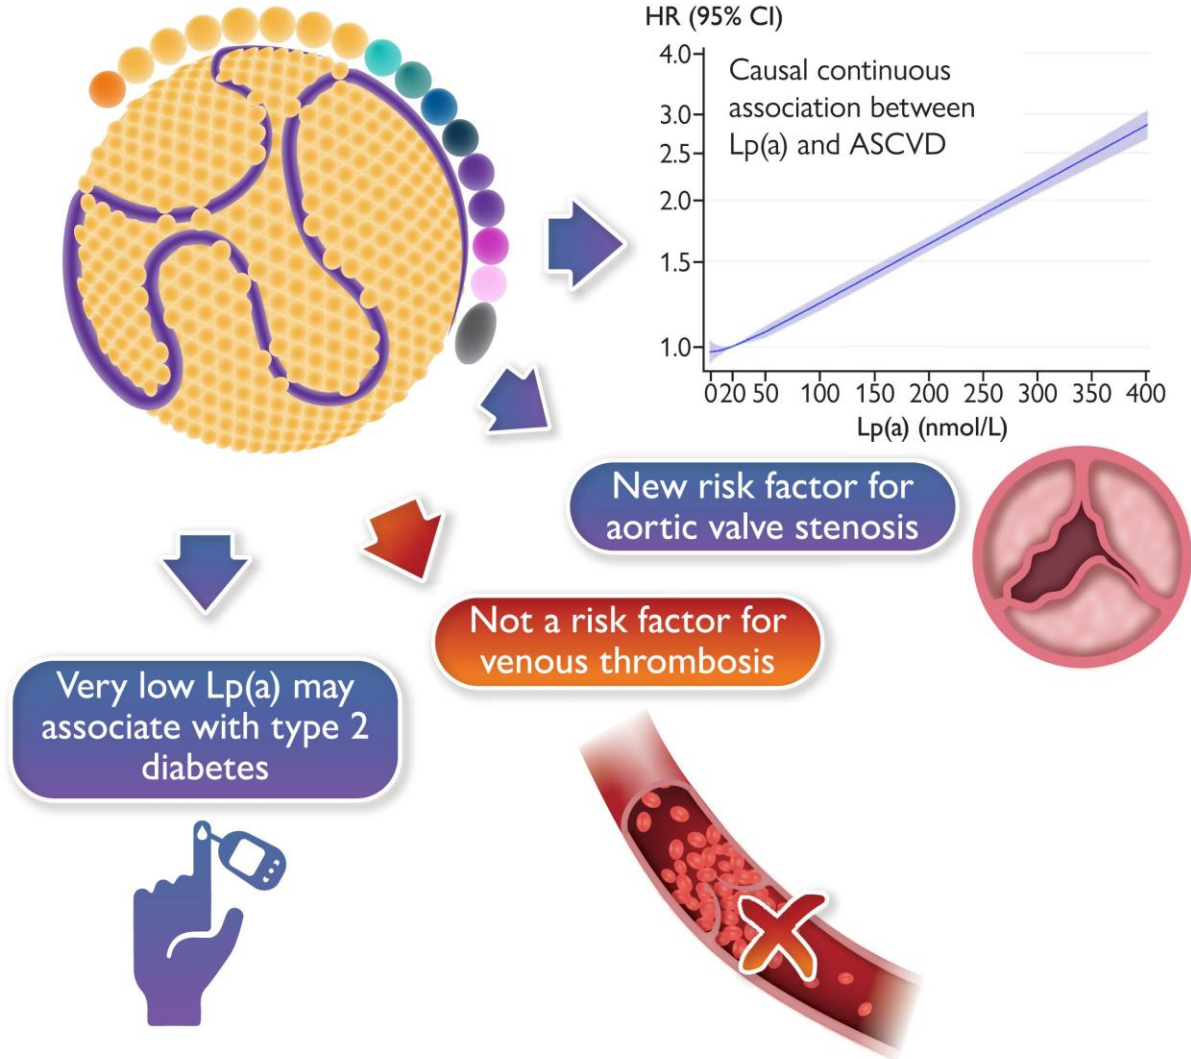 HR (95% CI)
4.0
3.0
2.5
2.0
1.5
1.0
Causal continuous
association between
Lp(a) and ASCVD
0 20 50 100 150 200 250 300 350 400
Lp(a) (nmol/L)
New risk factor for
aortic valve stenosis
Not a risk factor for
venous thrombosis
Very low Lp(a) may
associate with type 2
diabetes